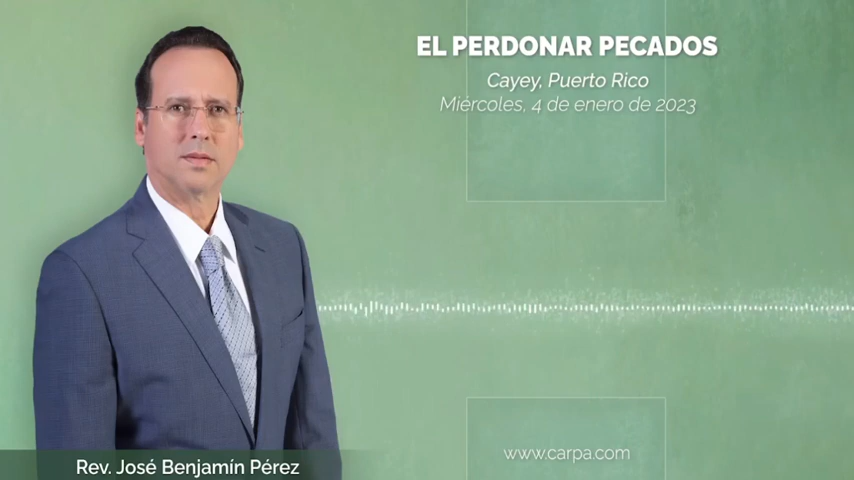 EL PERDONAR PECADOS
Cayey, Puerto Rico
Miércoles, 4 de enero de 2023
www.carpa.com
Rev. José Benjamín Pérez